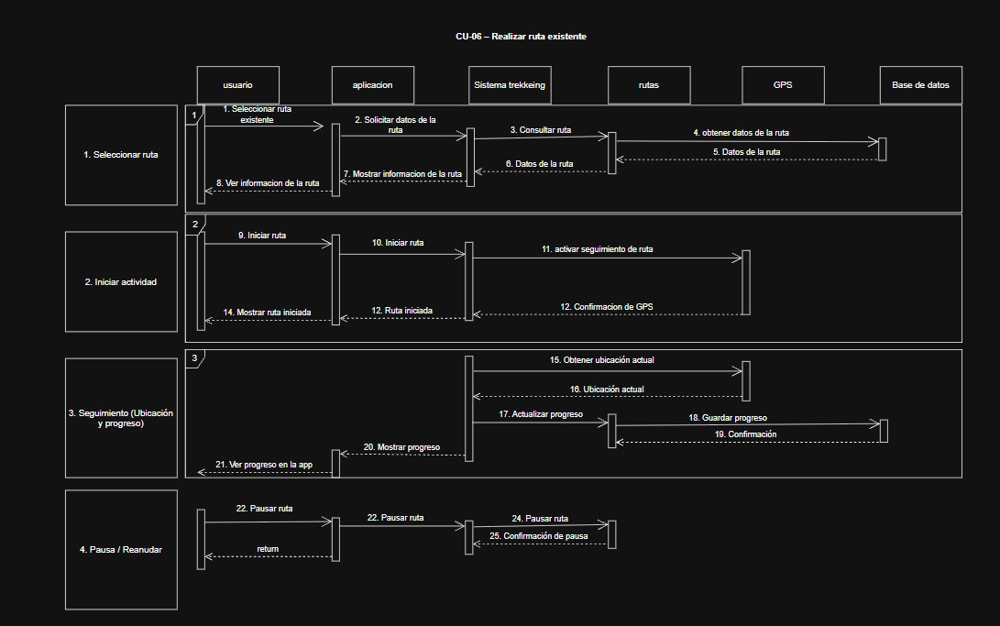 CU-06 – Realizar ruta existente
usuario
aplicacion
Sistema trekkeing
rutas
GPS
Base de datos
1. Seleccionar ruta
1
1. Seleccionar ruta
existente
2. Solicitar datos de la
ruta
3. Consultar ruta
4. obtener datos de la ruta
5. Datos de la ruta
6. Datos de la ruta
7. Mostrar informacion de la ruta
8. Ver informacion de la ruta
2. Iniciar actividad
2
9. Iniciar ruta
10. Iniciar ruta
11. activar seguimiento de ruta
12. Confirmacion de GPS
12. Ruta iniciada
14. Mostrar ruta iniciada
3. Seguimiento (Ubicación
y progreso)
3
15. Obtener ubicación actual
16. Ubicación actual
17. Actualizar progreso
18. Guardar progreso
19. Confirmación
20. Mostrar progreso
21. Ver progreso en la app
4. Pausa / Reanudar
22. Pausar ruta
22. Pausar ruta
24. Pausar ruta
25. Confirmación de pausa
return